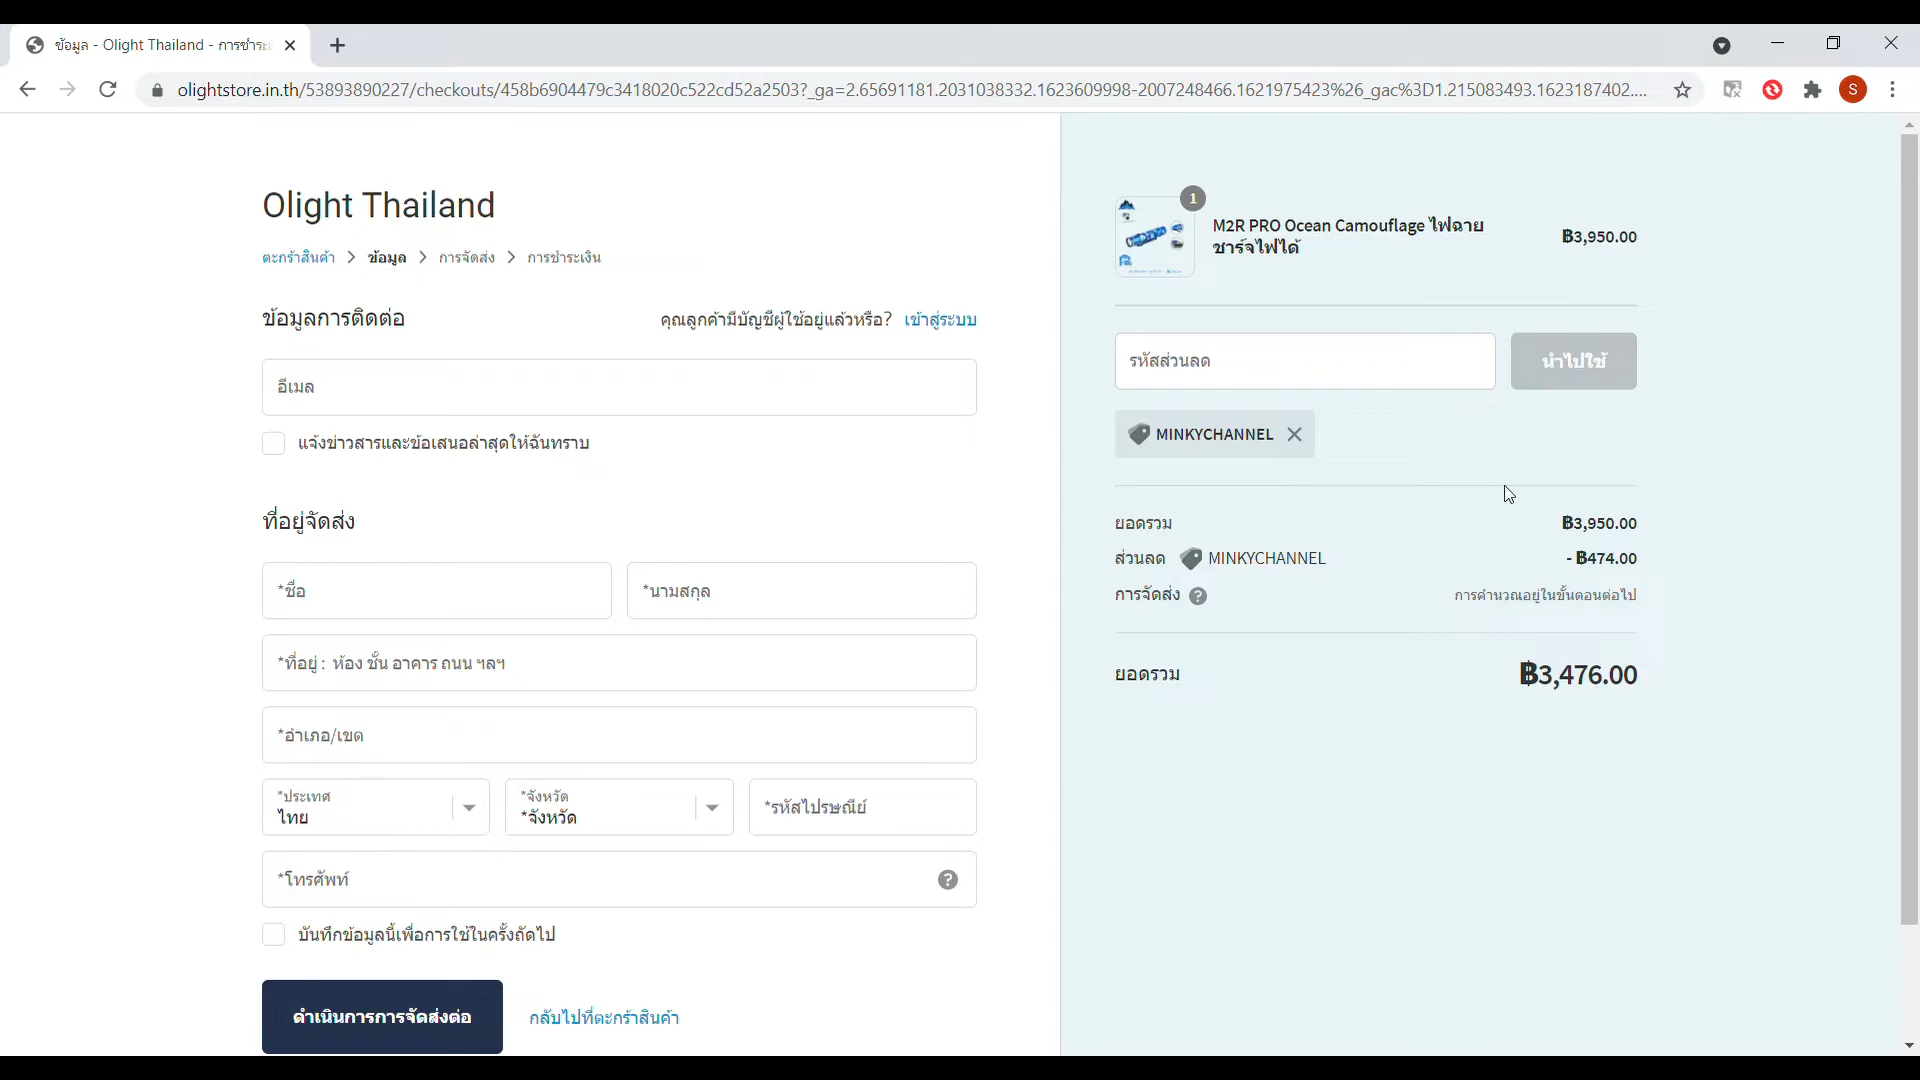 ข้อมูล - Olight Thailand - การชำระเ
olightstore.in.th/53893890227/checkouts/458b6904479c3418020c522cd52a2503?_ga=2.65691181.2031038332.1623609998-2007248466.1621975423%26_gac%3D1.215083493.1623187402....
S
Olight Thailand
ตะกร้าสินค้า > ข้อมูล > การจัดส่ง > การชำระเงิน
ข้อมูลการติดต่อ
คุณลูกค้ามีบัญชีผู้ใช้อยู่แล้วหรือ? เข้าสู่ระบบ
อีเมล
แจ้งข่าวสารและข้อเสนอล่าสุดให้ฉันทราบ
ที่อยู่จัดส่ง
*ชื่อ
*นามสกุล
*ที่อยู่ : ห้อง ชั้น อาคาร ถนน ฯลฯ
*อำเภอ/เขต
*ประเทศ
ไทย
*จังหวัด
*จังหวัด
*รหัสไปรษณีย์
*โทรศัพท์
บันทึกข้อมูลนี้เพื่อการใช้ในครั้งถัดไป
ดำเนินการการจัดส่งต่อ
กลับไปที่ตะกร้าสินค้า
1
M2R PRO Ocean Camouflage ไฟฉาย
ชาร์จไฟได้
฿3,950.00
รหัสส่วนลด
นำไปใช้
MINKYCHANNEL
ยอดรวม ฿3,950.00
ส่วนลด MINKYCHANNEL - ฿474.00
การจัดส่ง การคำนวณอยู่ในขั้นตอนต่อไป
ยอดรวม ฿3,476.00